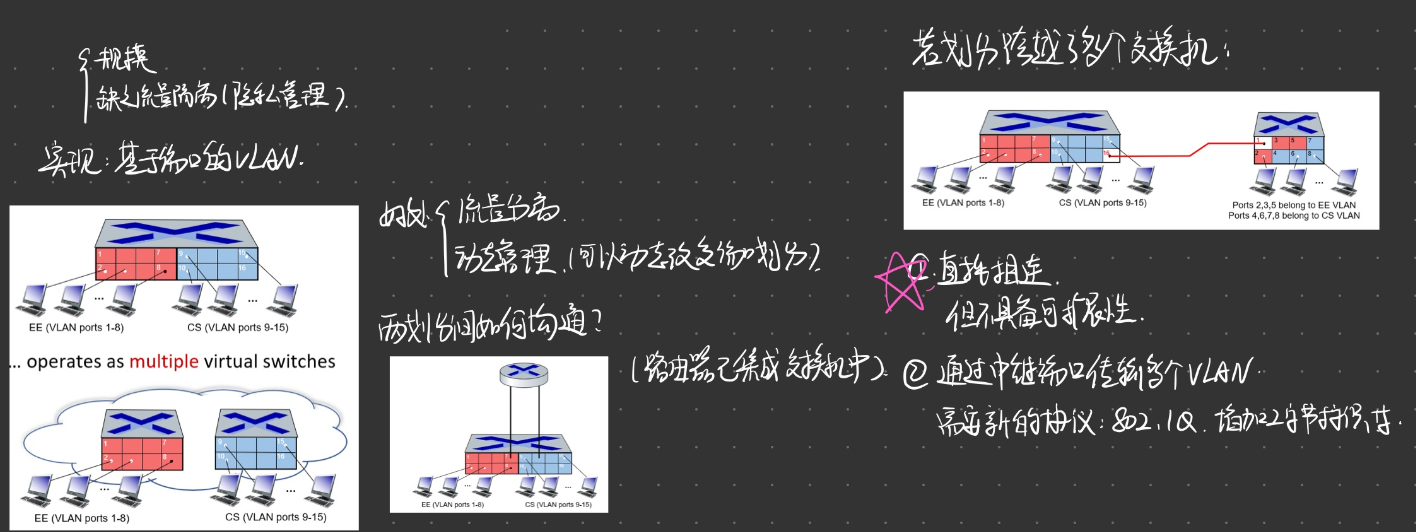 规模
缺乏流量隔离(隐私管理).
实现:基于端口的VLAN.
1 7 9 15
2 8 10 16
EE (VLAN ports 1-8) CS (VLAN ports 9-15)
... operates as multiple virtual switches
1 7 9 15
2 8 10 16
EE (VLAN ports 1-8) CS (VLAN ports 9-15)
好处 流量分离.
动态管理.(可以动态改变端口划分).
两划分间如何沟通?
(路由器已集成交换机中).
EE (VLAN ports 1-8) CS (VLAN ports 9-15)
若划分跨越了多个交换机:
EE (VLAN ports 1-8) CS (VLAN ports 9-15)
1 3 5 7
2 4 6 8
Ports 2,3,5 belong to EE VLAN
Ports 4,6,7,8 belong to CS VLAN
① 直接相连.
但不具备可扩展性.
② 通过中继端口传输多个VLAN.
需要新的协议:802.1Q.增加